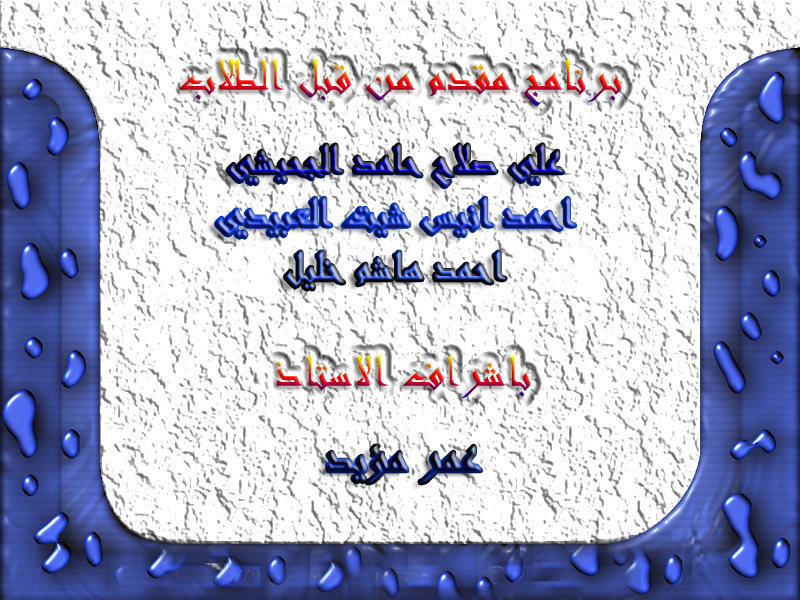 برنامج مقدم من قبل الطلاب
علي صلاح حامد الجحيشي
احمد انيس شيت العبيدي
احمد هاشم خليل
باشراف الاستاذ
عمر مؤيد